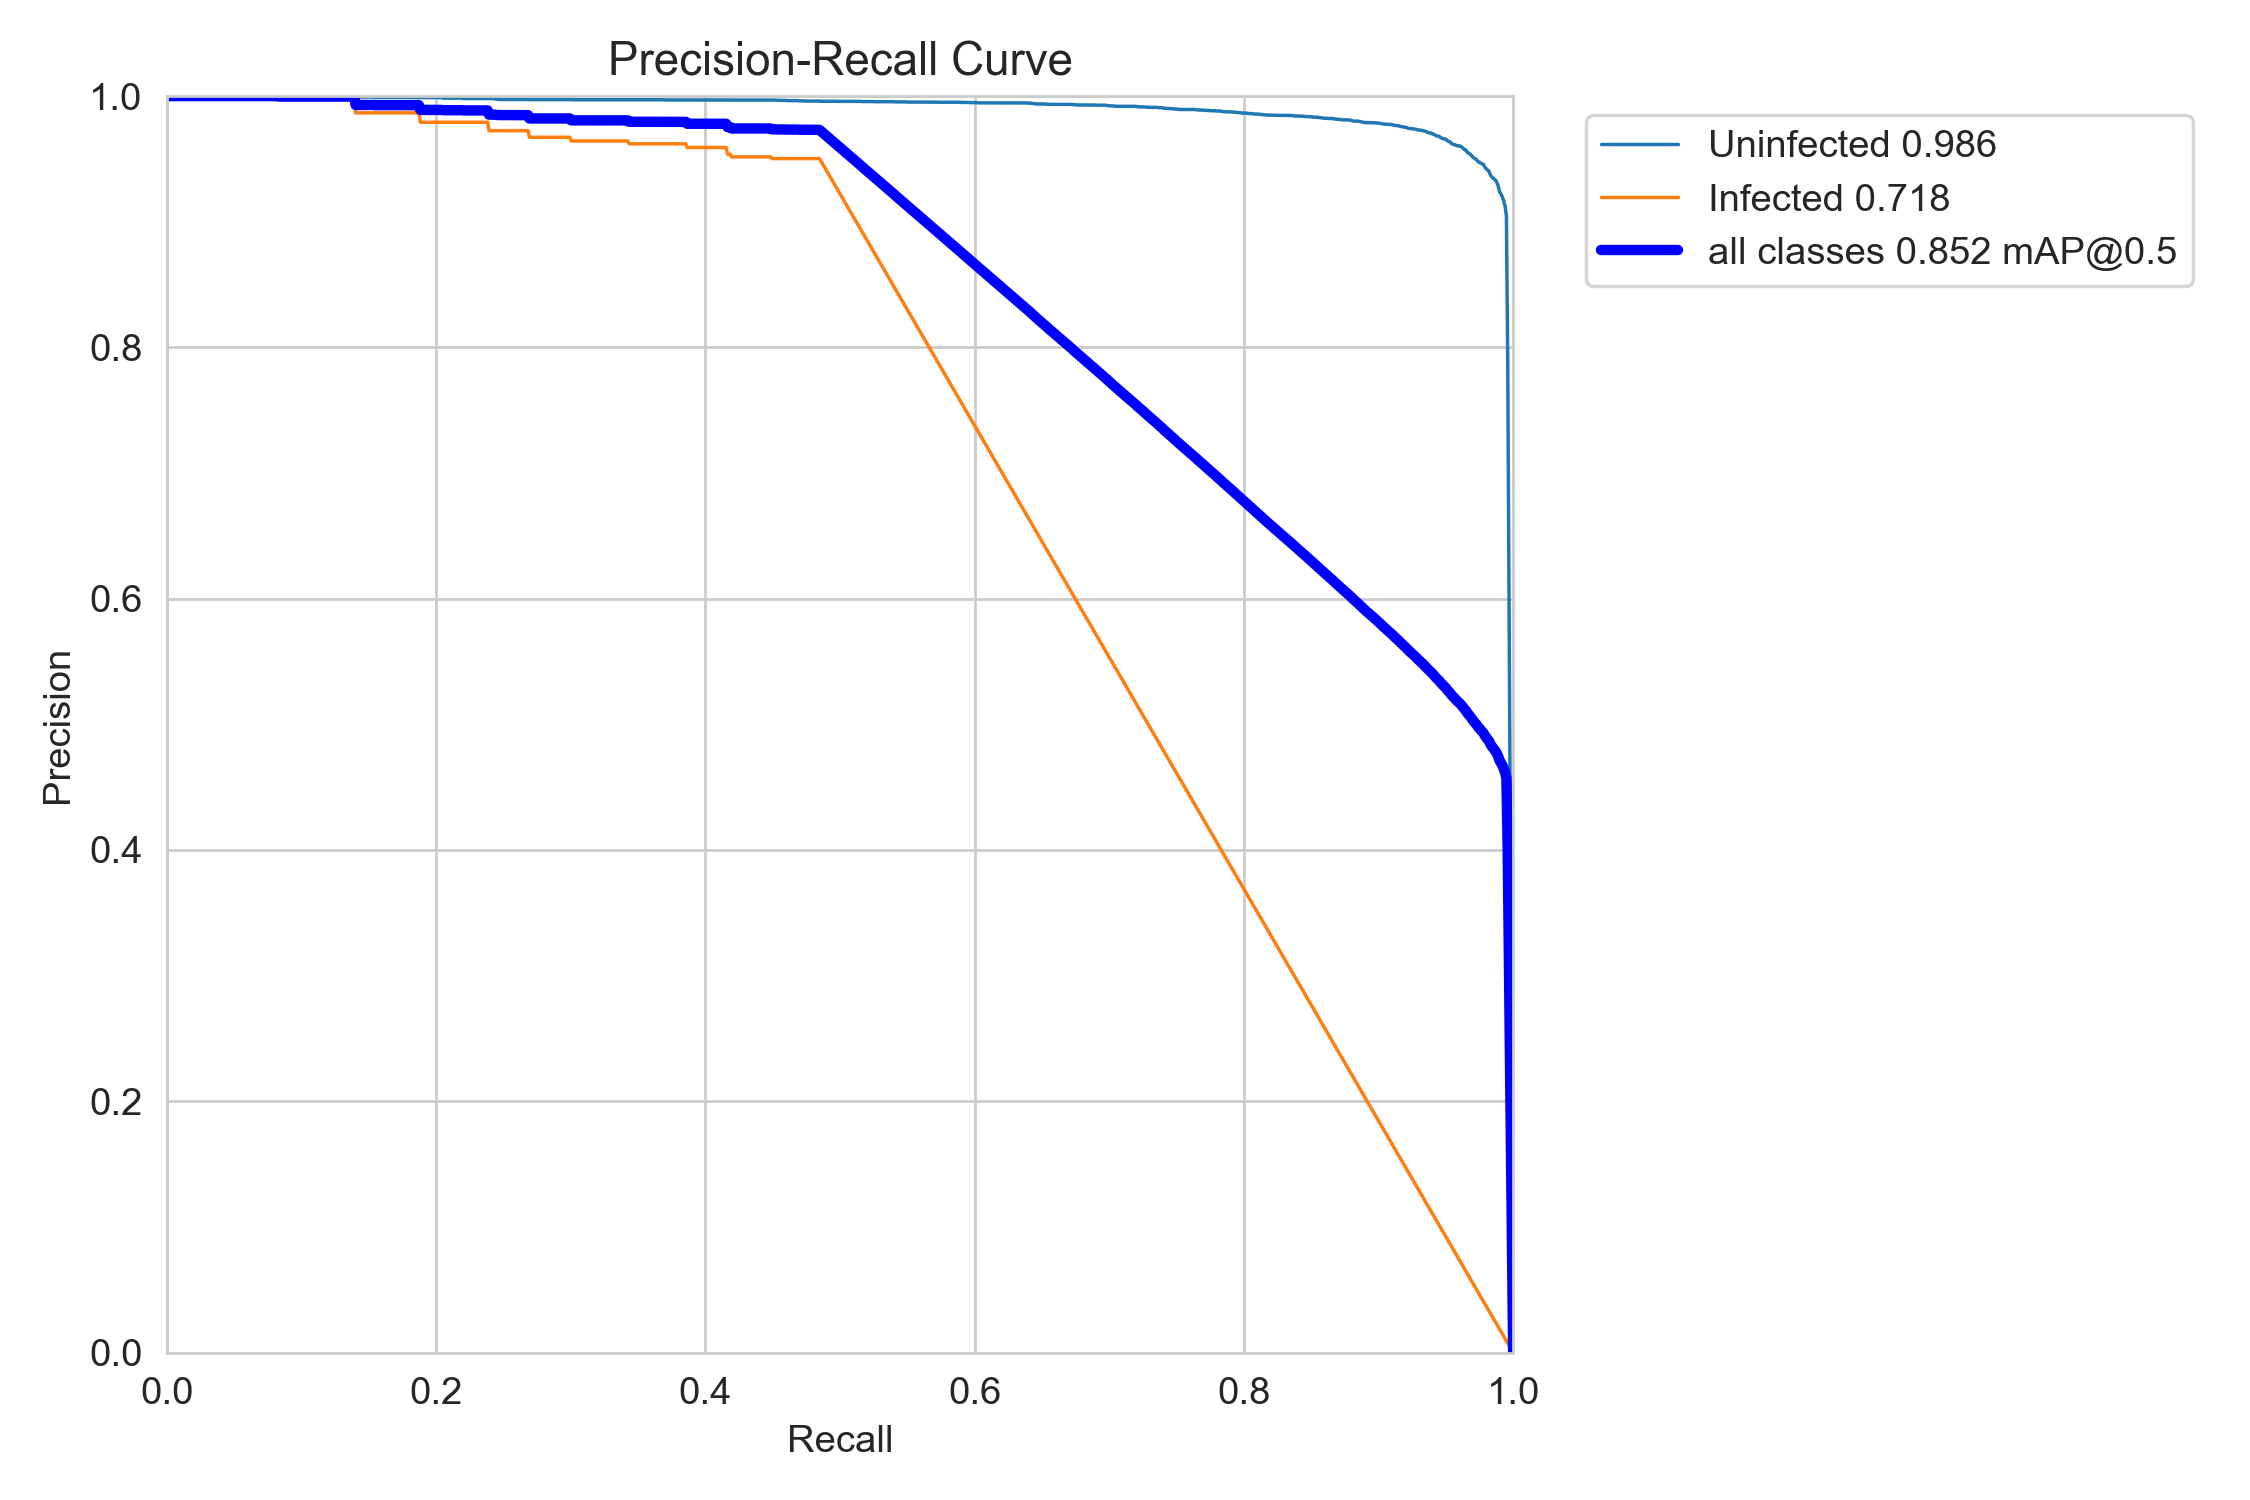 Precision-Recall Curve
1.0
0.8
0.6
0.4
0.2
0.0
Precision
0.0 0.2 0.4 0.6 0.8 1.0
Recall
Uninfected 0.986
Infected 0.718
all classes 0.852 mAP@0.5